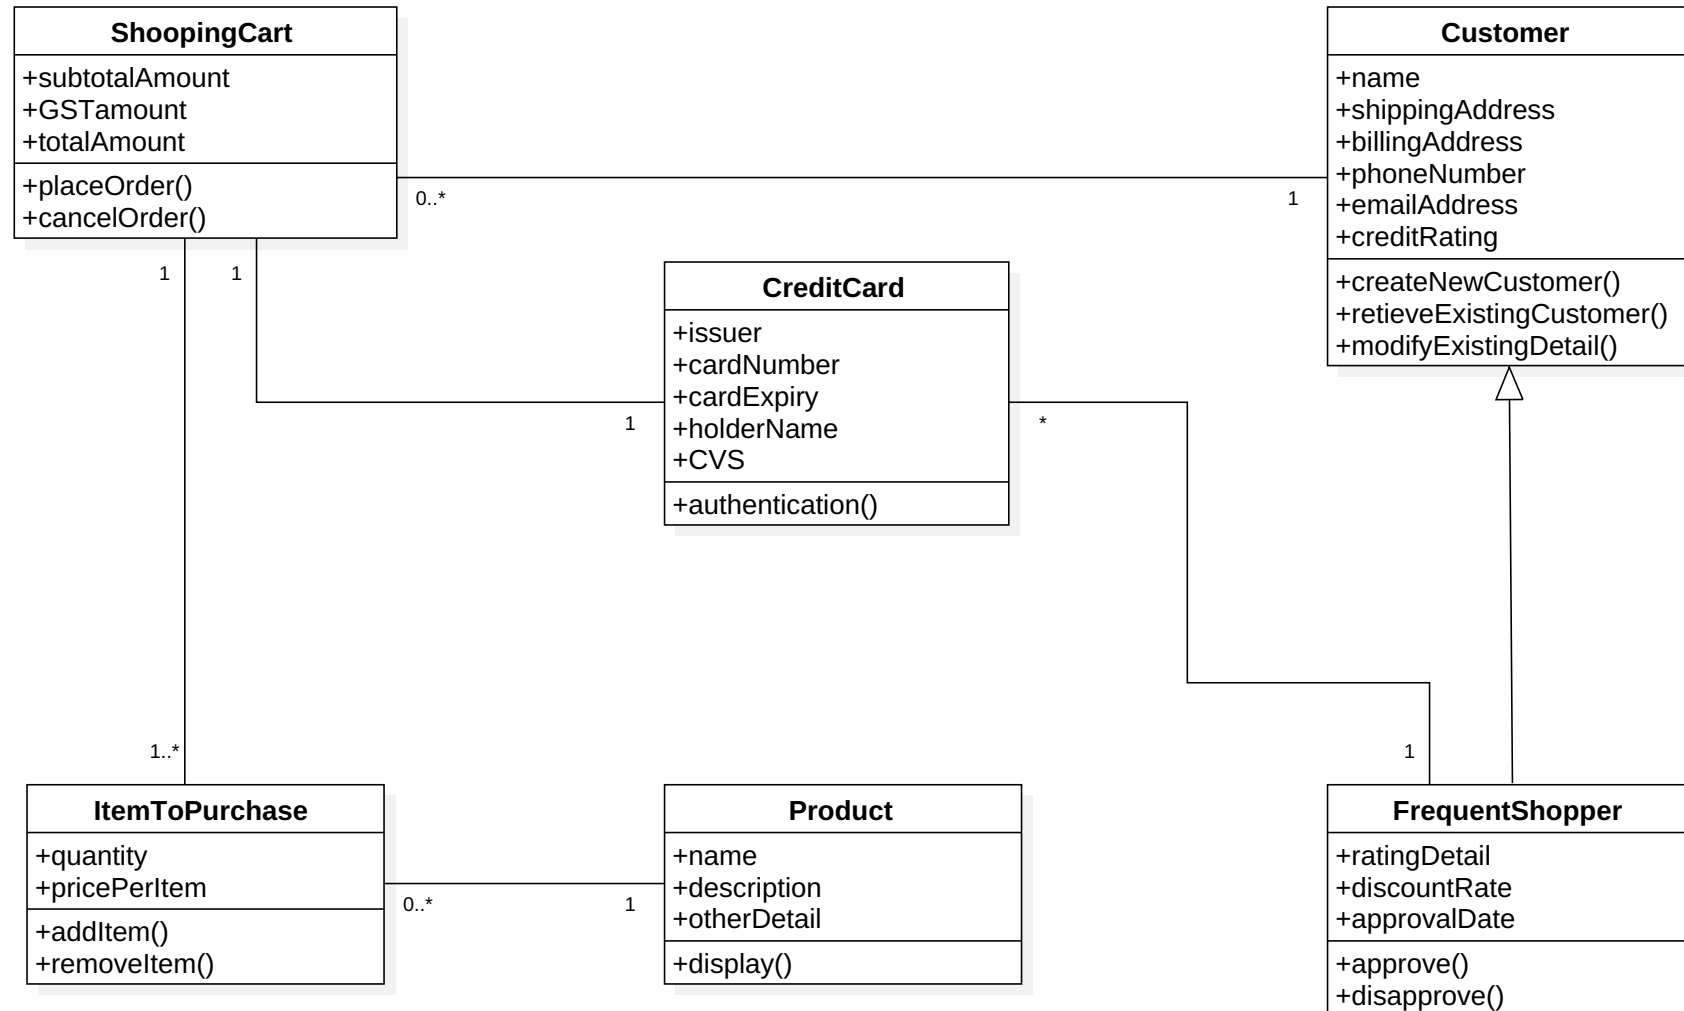 ShoopingCart
+subtotalAmount
+GSTamount
+totalAmount
+placeOrder()
+cancelOrder()
Customer
+name
+shippingAddress
+billingAddress
+phoneNumber
+emailAddress
+creditRating
+createNewCustomer()
+retieveExistingCustomer()
+modifyExistingDetail()
0..*
1
1
1
CreditCard
+issuer
+cardNumber
+cardExpiry
+holderName
+CVS
+authentication()
1
*
1..*
1
ItemToPurchase
+quantity
+pricePerItem
+addItem()
+removeItem()
0..*
1
Product
+name
+description
+otherDetail
+display()
FrequentShopper
+ratingDetail
+discountRate
+approvalDate
+approve()
+disapprove()